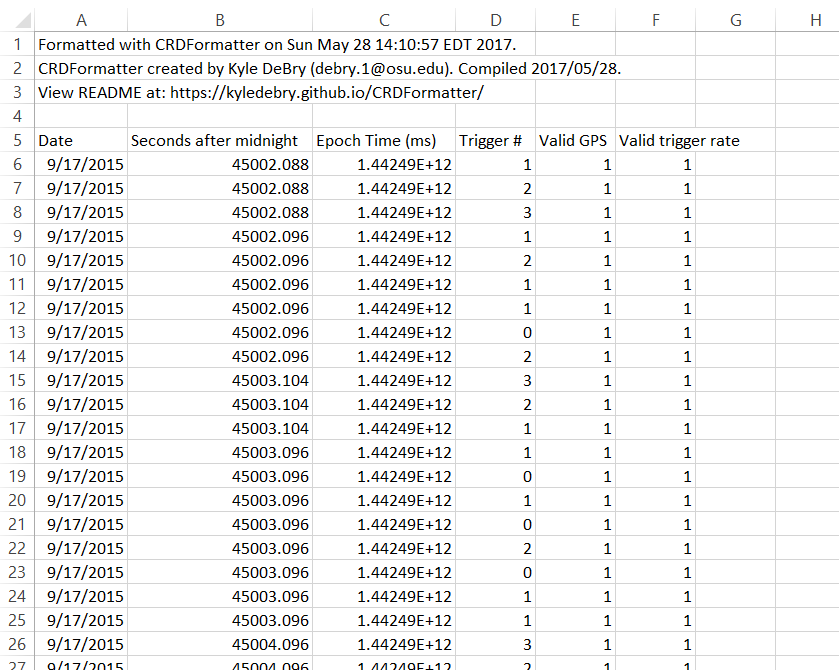 A B C D E F G H
1 Formatted with CRDFormatter on Sun May 28 14:10:57 EDT 2017.
2 CRDFormatter created by Kyle DeBry (debry.1@osu.edu). Compiled 2017/05/28.
3 View README at: https://kyledebry.github.io/CRDFormatter/
4
5 Date Seconds after midnight Epoch Time (ms) Trigger # Valid GPS Valid trigger rate
6 9/17/2015 45002.088 1.44249E+12 1 1 1
7 9/17/2015 45002.088 1.44249E+12 2 1 1
8 9/17/2015 45002.088 1.44249E+12 3 1 1
9 9/17/2015 45002.096 1.44249E+12 1 1 1
10 9/17/2015 45002.096 1.44249E+12 2 1 1
11 9/17/2015 45002.096 1.44249E+12 1 1 1
12 9/17/2015 45002.096 1.44249E+12 1 1 1
13 9/17/2015 45002.096 1.44249E+12 0 1 1
14 9/17/2015 45002.096 1.44249E+12 2 1 1
15 9/17/2015 45003.104 1.44249E+12 3 1 1
16 9/17/2015 45003.104 1.44249E+12 2 1 1
17 9/17/2015 45003.104 1.44249E+12 1 1 1
18 9/17/2015 45003.096 1.44249E+12 1 1 1
19 9/17/2015 45003.096 1.44249E+12 0 1 1
20 9/17/2015 45003.096 1.44249E+12 1 1 1
21 9/17/2015 45003.096 1.44249E+12 0 1 1
22 9/17/2015 45003.096 1.44249E+12 2 1 1
23 9/17/2015 45003.096 1.44249E+12 0 1 1
24 9/17/2015 45003.096 1.44249E+12 1 1 1
25 9/17/2015 45003.096 1.44249E+12 1 1 1
26 9/17/2015 45004.096 1.44249E+12 3 1 1
27 9/17/2015 45004.096 1.44249E+12 2 1 1